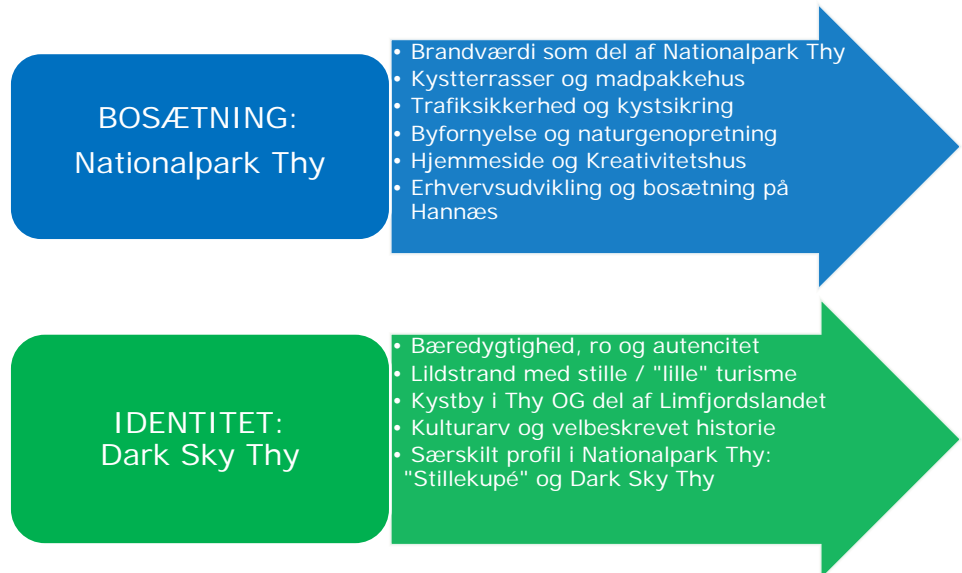 BOSÆTNING:
Nationalpark Thy
• Brandværdi som del af Nationalpark Thy
• Kystterrasser og madpakkehus
• Trafiksikkerhed og kystsikring
• Byfornyelse og naturgenopretning
• Hjemmeside og Kreativitetshus
• Erhvervsudvikling og bosætning på
Hannæs
IDENTITET:
Dark Sky Thy
• Bæredygtighed, ro og autencitet
• Lildstrand med stille / "lille" turisme
• Kystby i Thy OG del af Limfjordslandet
• Kulturarv og velbeskrevet historie
• Særskilt profil i Nationalpark Thy:
"Stillekupé" og Dark Sky Thy